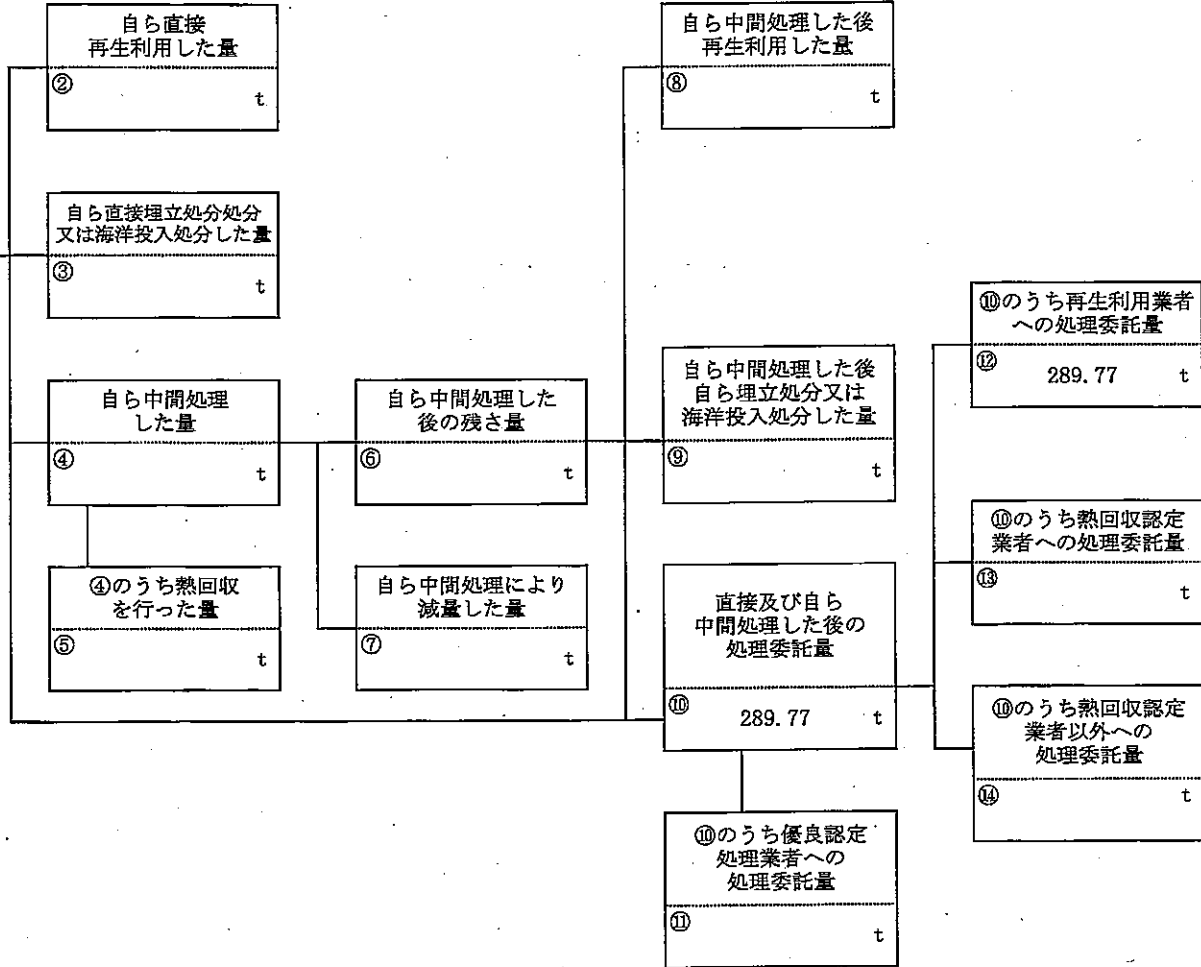 自ら直接
再生利用した量
② t
自ら中間処理した後
再生利用した量
⑧ t
自ら直接埋立処分処分
又は海洋投入処分した量
③ t
自ら中間処理
した量
④ t
自ら中間処理した
後の残さ量
⑥ t
自ら中間処理した後
自ら埋立処分又は
海洋投入処分した量
⑨ t
⑩のうち再生利用業者
への処理委託量
⑫ 289.77 t
④のうち熱回収
を行った量
⑤ t
自ら中間処理により
減量した量
⑦ t
直接及び自ら
中間処理した後の
処理委託量
⑩ 289.77 t
⑩のうち熱回収認定
業者への処理委託量
⑬ t
⑩のうち熱回収認定
業者以外への
処理委託量
⑭ t
⑩のうち優良認定
処理業者への
処理委託量
⑪ t